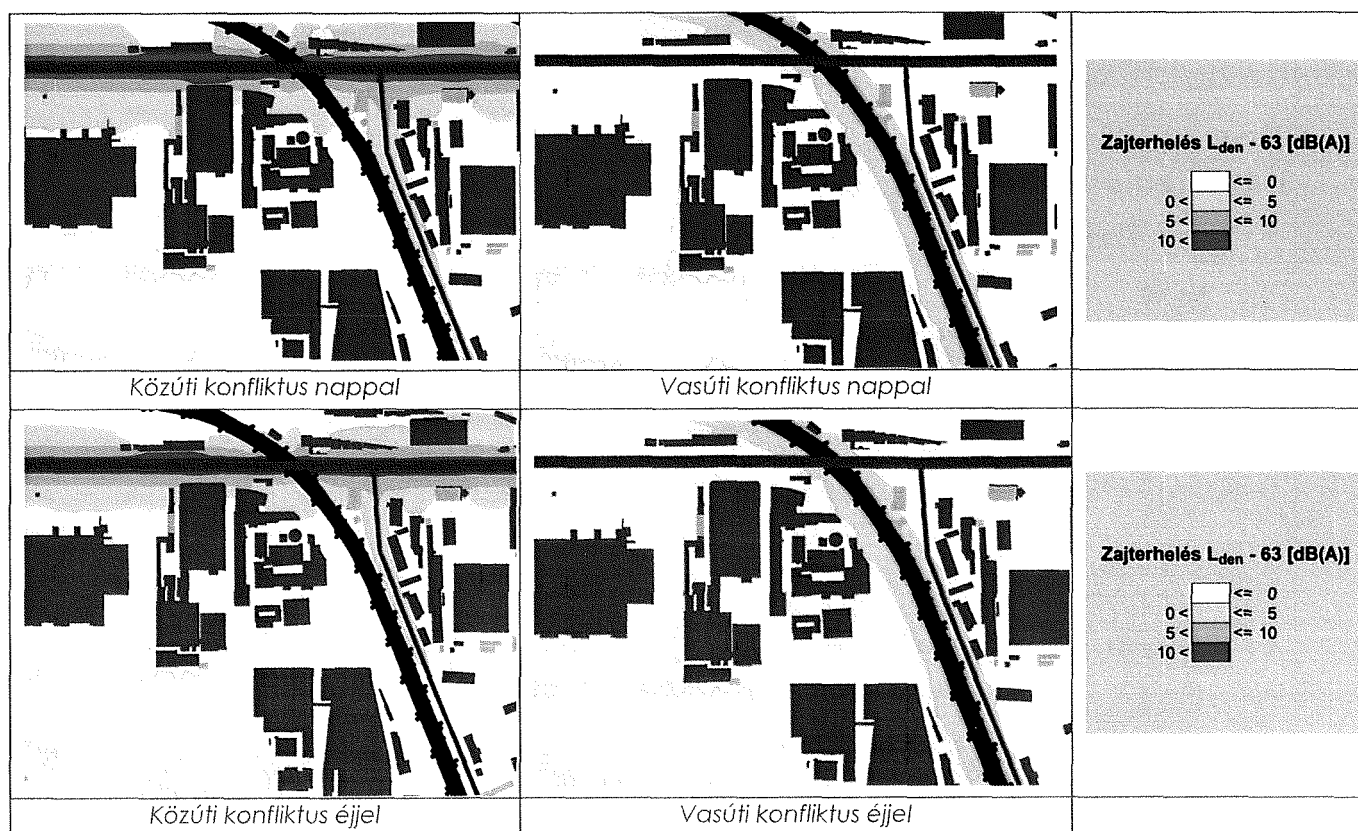 Zajterhelés Lden - 63 [dB(A)]
<= 0
0 < <= 5
5 < <= 10
10 <
Közúti konfliktus nappal
Vasúti konfliktus nappal
Zajterhelés Lden - 63 [dB(A)]
<= 0
0 < <= 5
5 < <= 10
10 <
Közúti konfliktus éjjel
Vasúti konfliktus éjjel